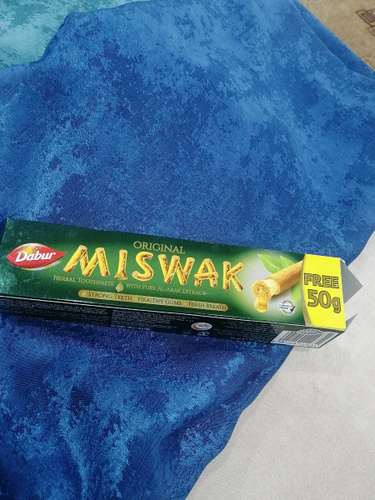 Dabur
ORIGINAL
MISWAK
HERBAL TOOTHPASTE WITH PURE AL-ARAK EXTRACT
STRONG TEETH HEALTHY GUMS FRESH BREATH
FREE
50g